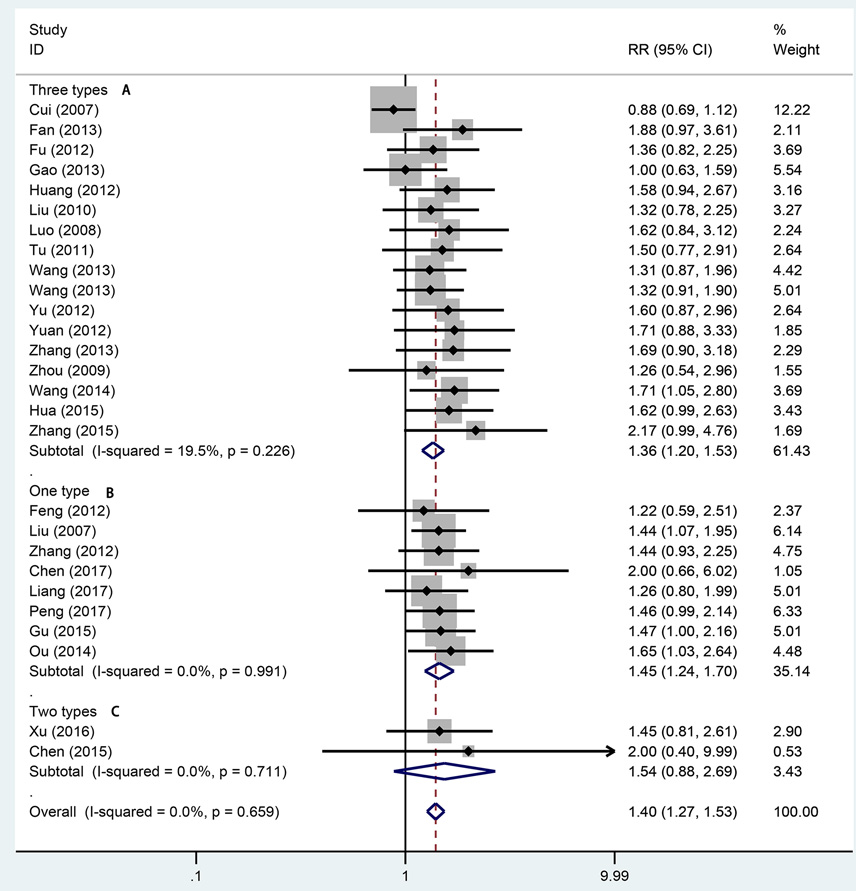 Study %
ID RR (95% CI) Weight
Three types A
Cui (2007) 0.88 (0.69, 1.12) 12.22
Fan (2013) 1.88 (0.97, 3.61) 2.11
Fu (2012) 1.36 (0.82, 2.25) 3.69
Gao (2013) 1.00 (0.63, 1.59) 5.54
Huang (2012) 1.58 (0.94, 2.67) 3.16
Liu (2010) 1.32 (0.78, 2.25) 3.27
Luo (2008) 1.62 (0.84, 3.12) 2.24
Tu (2011) 1.50 (0.77, 2.91) 2.64
Wang (2013) 1.31 (0.87, 1.96) 4.42
Wang (2013) 1.32 (0.91, 1.90) 5.01
Yu (2012) 1.60 (0.87, 2.96) 2.64
Yuan (2012) 1.71 (0.88, 3.33) 1.85
Zhang (2013) 1.69 (0.90, 3.18) 2.29
Zhou (2009) 1.26 (0.54, 2.96) 1.55
Wang (2014) 1.71 (1.05, 2.80) 3.69
Hua (2015) 1.62 (0.99, 2.63) 3.43
Zhang (2015) 2.17 (0.99, 4.76) 1.69
Subtotal (I-squared = 19.5%, p = 0.226) 1.36 (1.20, 1.53) 61.43
.
One type B
Feng (2012) 1.22 (0.59, 2.51) 2.37
Liu (2007) 1.44 (1.07, 1.95) 6.14
Zhang (2012) 1.44 (0.93, 2.25) 4.75
Chen (2017) 2.00 (0.66, 6.02) 1.05
Liang (2017) 1.26 (0.80, 1.99) 5.01
Peng (2017) 1.46 (0.99, 2.14) 6.33
Gu (2015) 1.47 (1.00, 2.16) 5.01
Ou (2014) 1.65 (1.03, 2.64) 4.48
Subtotal (I-squared = 0.0%, p = 0.991) 1.45 (1.24, 1.70) 35.14
.
Two types C
Xu (2016) 1.45 (0.81, 2.61) 2.90
Chen (2015) 2.00 (0.40, 9.99) 0.53
Subtotal (I-squared = 0.0%, p = 0.711) 1.54 (0.88, 2.69) 3.43
.
Overall (I-squared = 0.0%, p = 0.659) 1.40 (1.27, 1.53) 100.00
.1 1 9.99